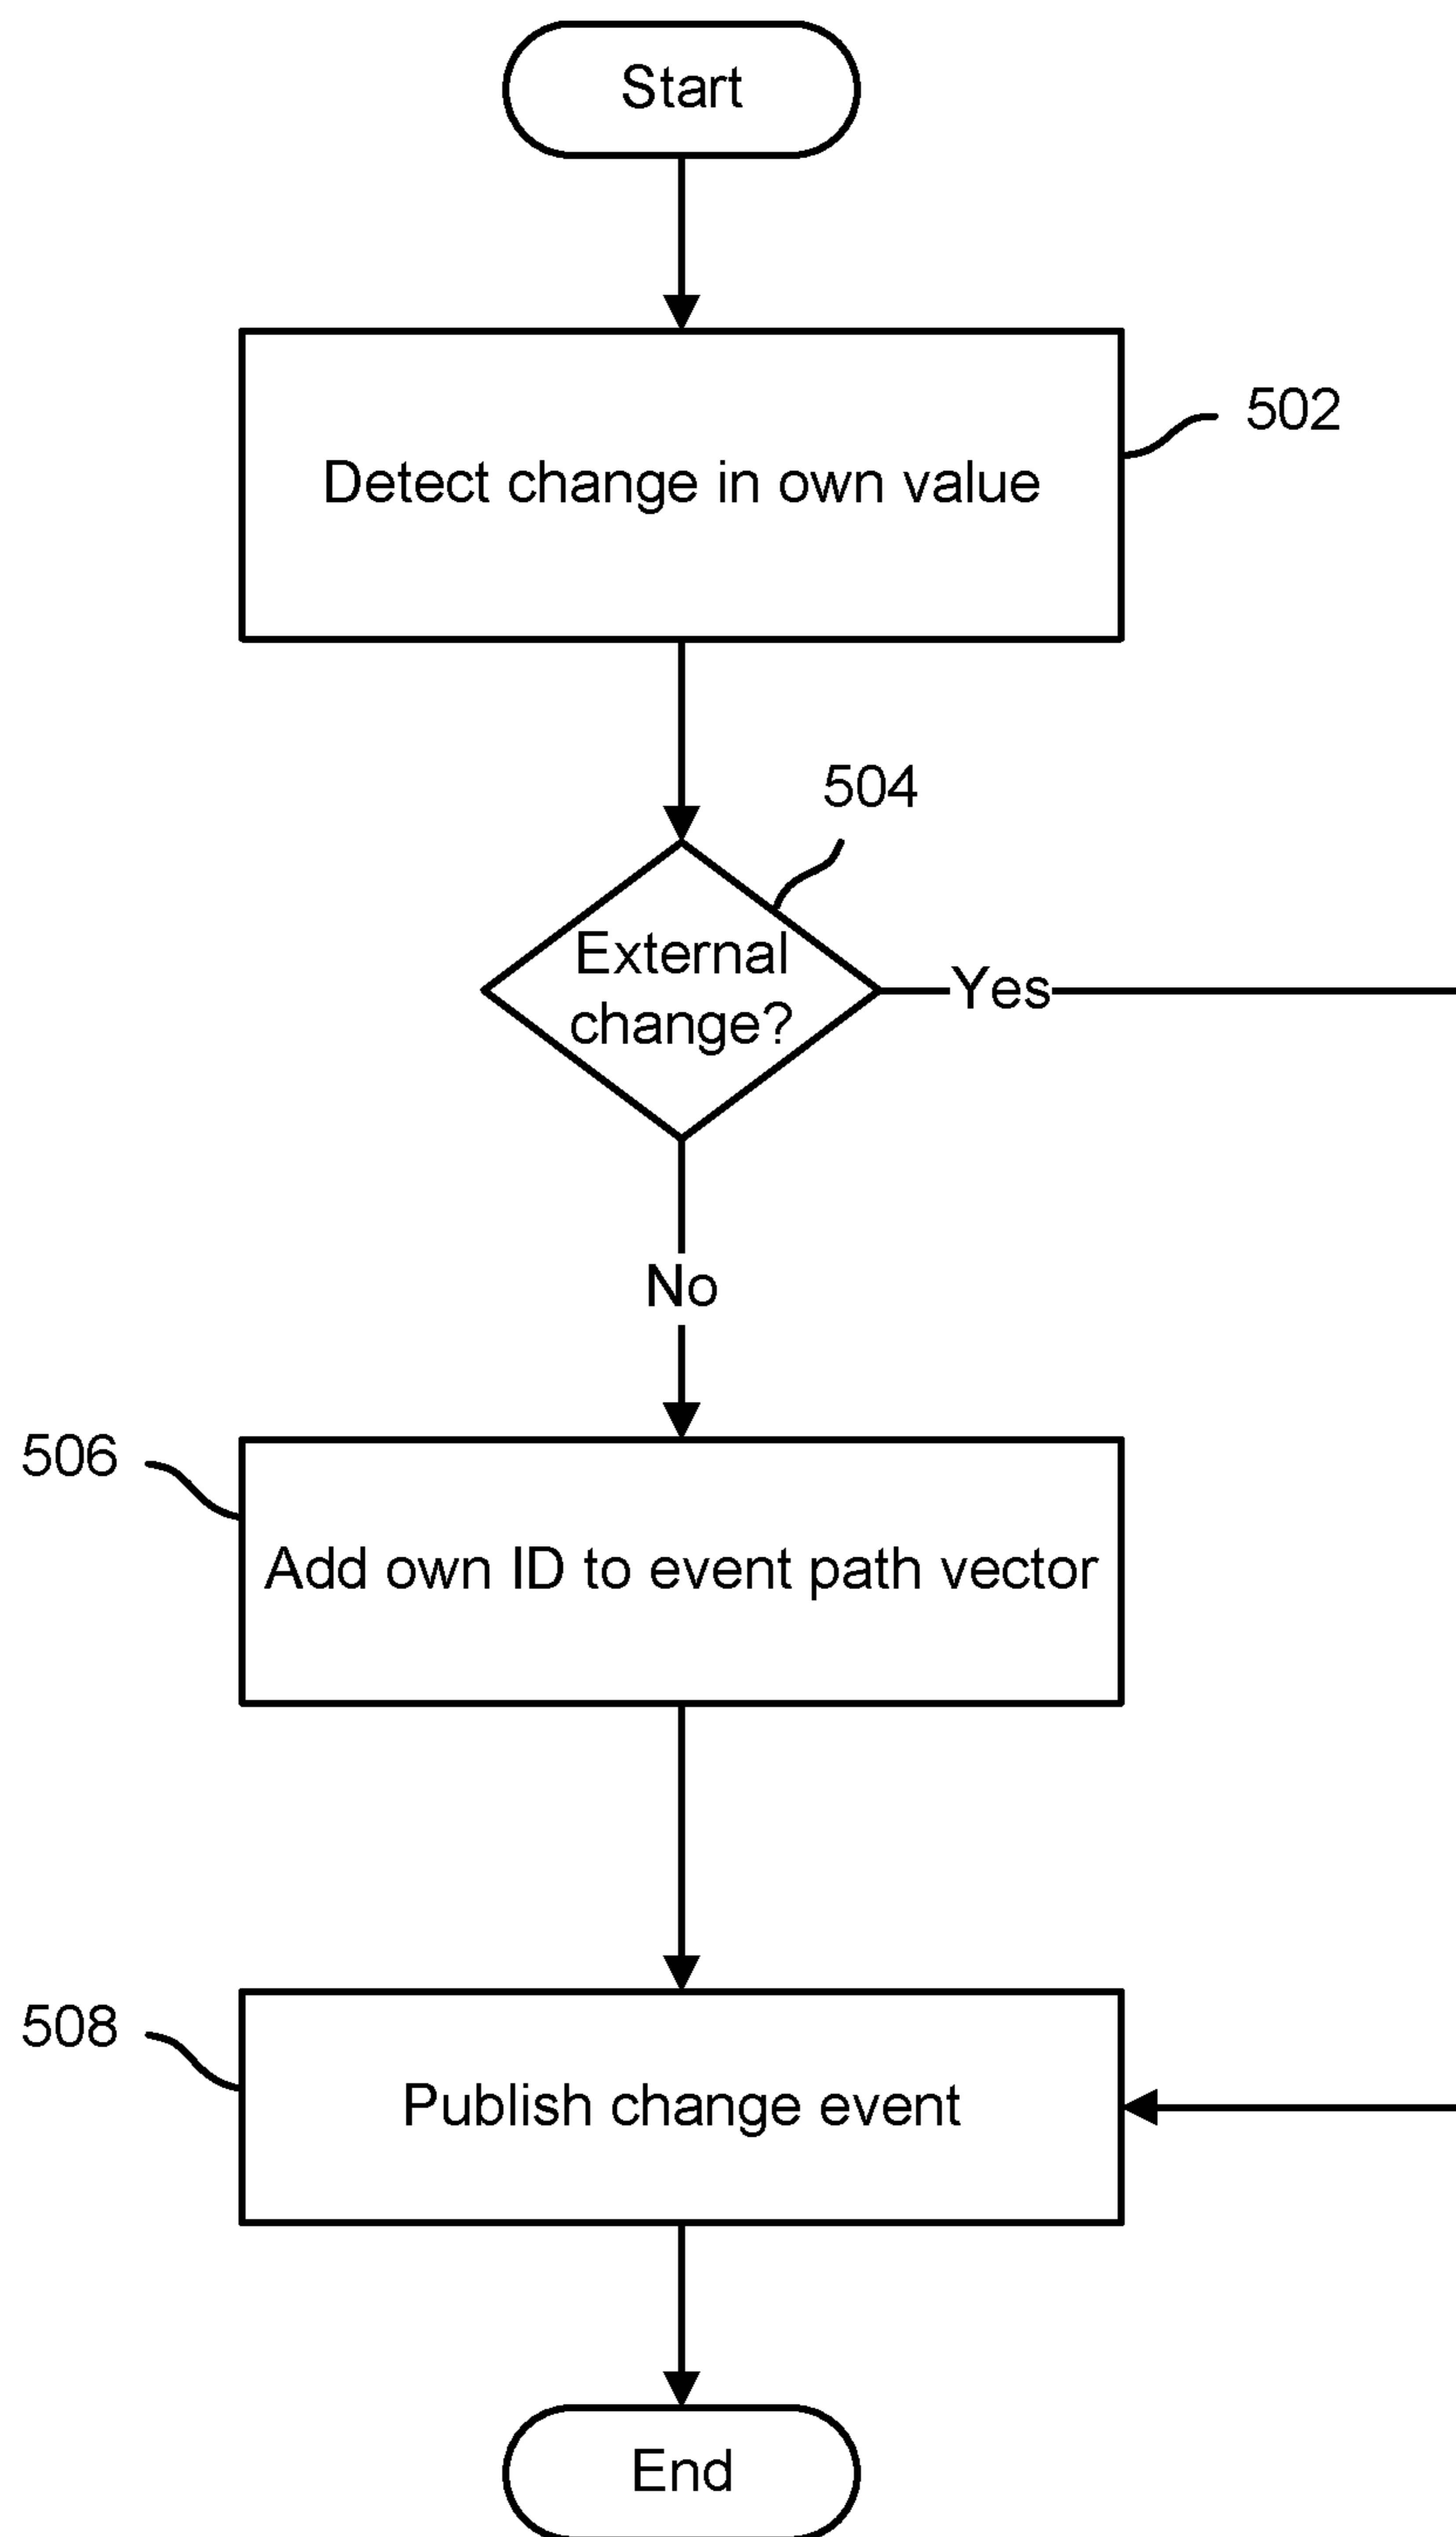 Start
Detect change in own value
502
504
External
change?
Yes
No
506
Add own ID to event path vector
508
Publish change event
End